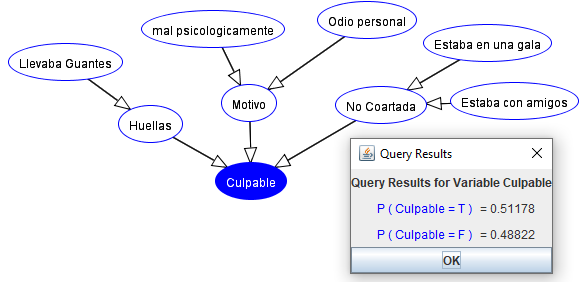 mal psicologicamente
Odio personal
Estaba en una gala
Llevaba Guantes
Motivo
No Coartada
Estaba con amigos
Huellas
Culpable
Query Results
Query Results for Variable Culpable
P ( Culpable = T ) = 0.51178
P ( Culpable = F ) = 0.48822
OK